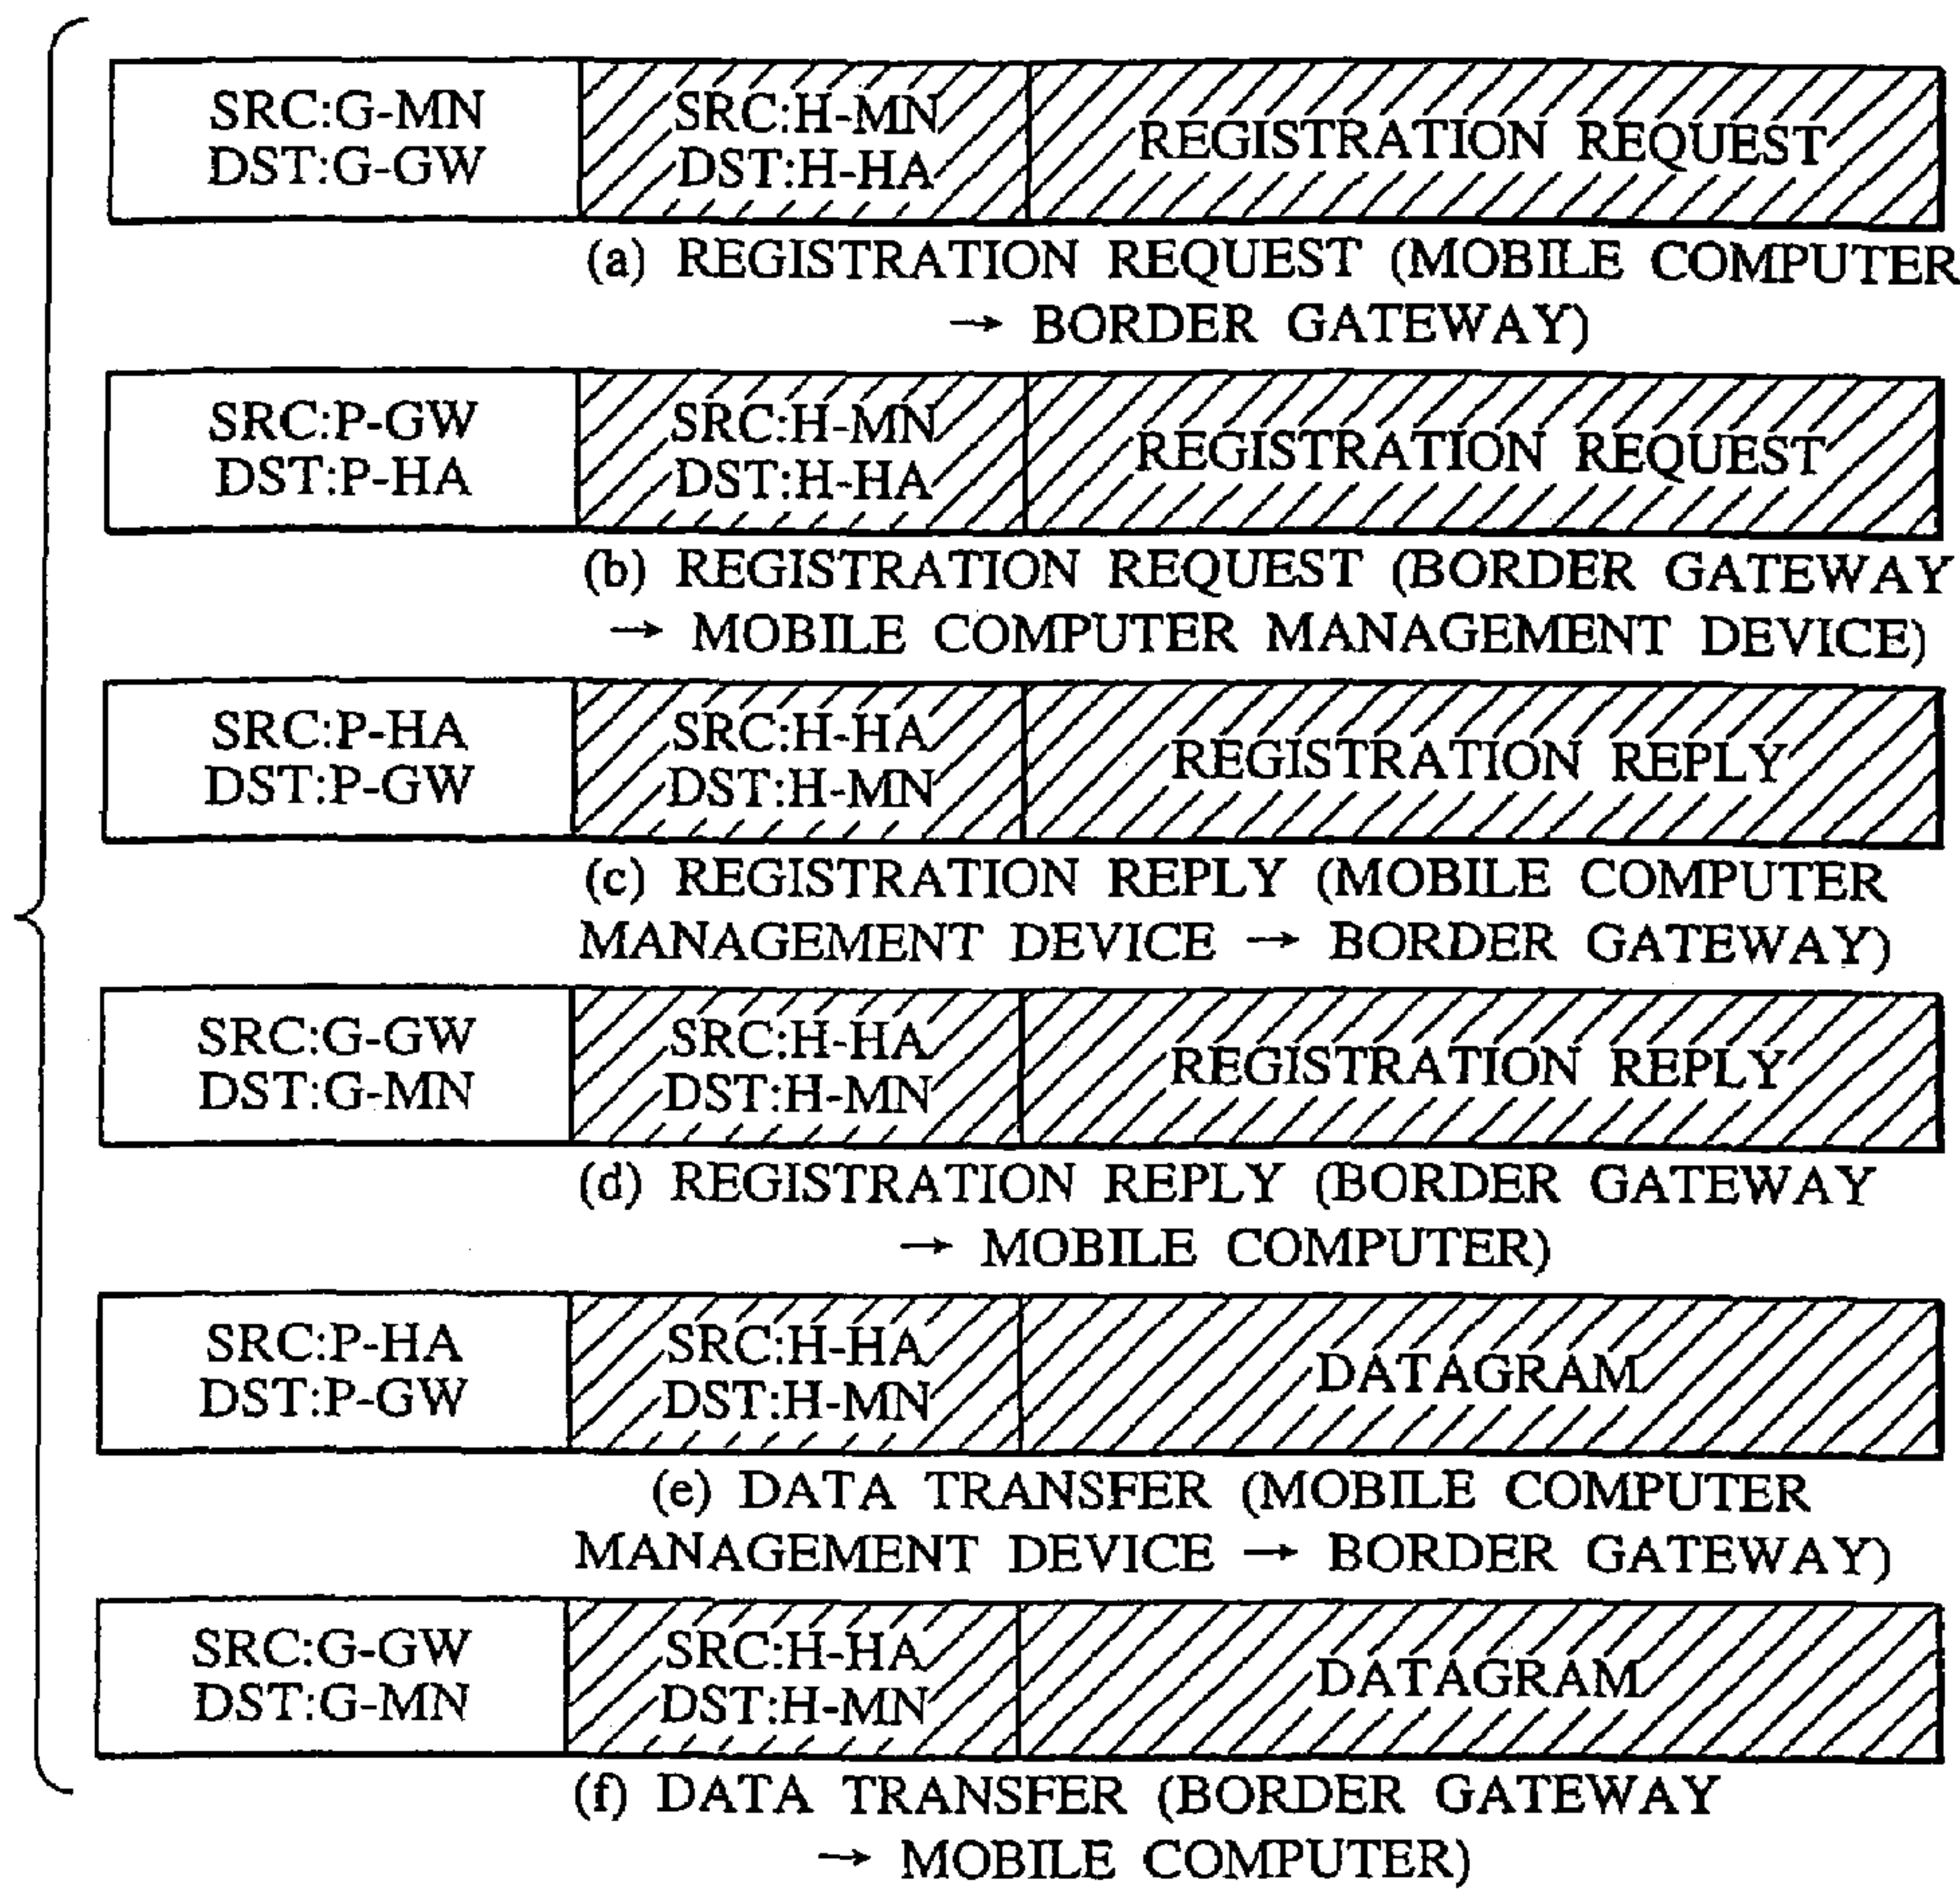 SRC:G-MN
DST:G-GW
SRC:H-MN
DST:H-HA
REGISTRATION REQUEST
(a) REGISTRATION REQUEST (MOBILE COMPUTER
→ BORDER GATEWAY)
SRC:P-GW
DST:P-HA
SRC:H-MN
DST:H-HA
REGISTRATION REQUEST
(b) REGISTRATION REQUEST (BORDER GATEWAY
→ MOBILE COMPUTER MANAGEMENT DEVICE)
SRC:P-HA
DST:P-GW
SRC:H-HA
DST:H-MN
REGISTRATION REPLY
(c) REGISTRATION REPLY (MOBILE COMPUTER
MANAGEMENT DEVICE → BORDER GATEWAY)
SRC:G-GW
DST:G-MN
SRC:H-HA
DST:H-MN
REGISTRATION REPLY
(d) REGISTRATION REPLY (BORDER GATEWAY
→ MOBILE COMPUTER)
SRC:P-HA
DST:P-GW
SRC:H-HA
DST:H-MN
DATAGRAM
(e) DATA TRANSFER (MOBILE COMPUTER
MANAGEMENT DEVICE → BORDER GATEWAY)
SRC:G-GW
DST:G-MN
SRC:H-HA
DST:H-MN
DATAGRAM
(f) DATA TRANSFER (BORDER GATEWAY
→ MOBILE COMPUTER)